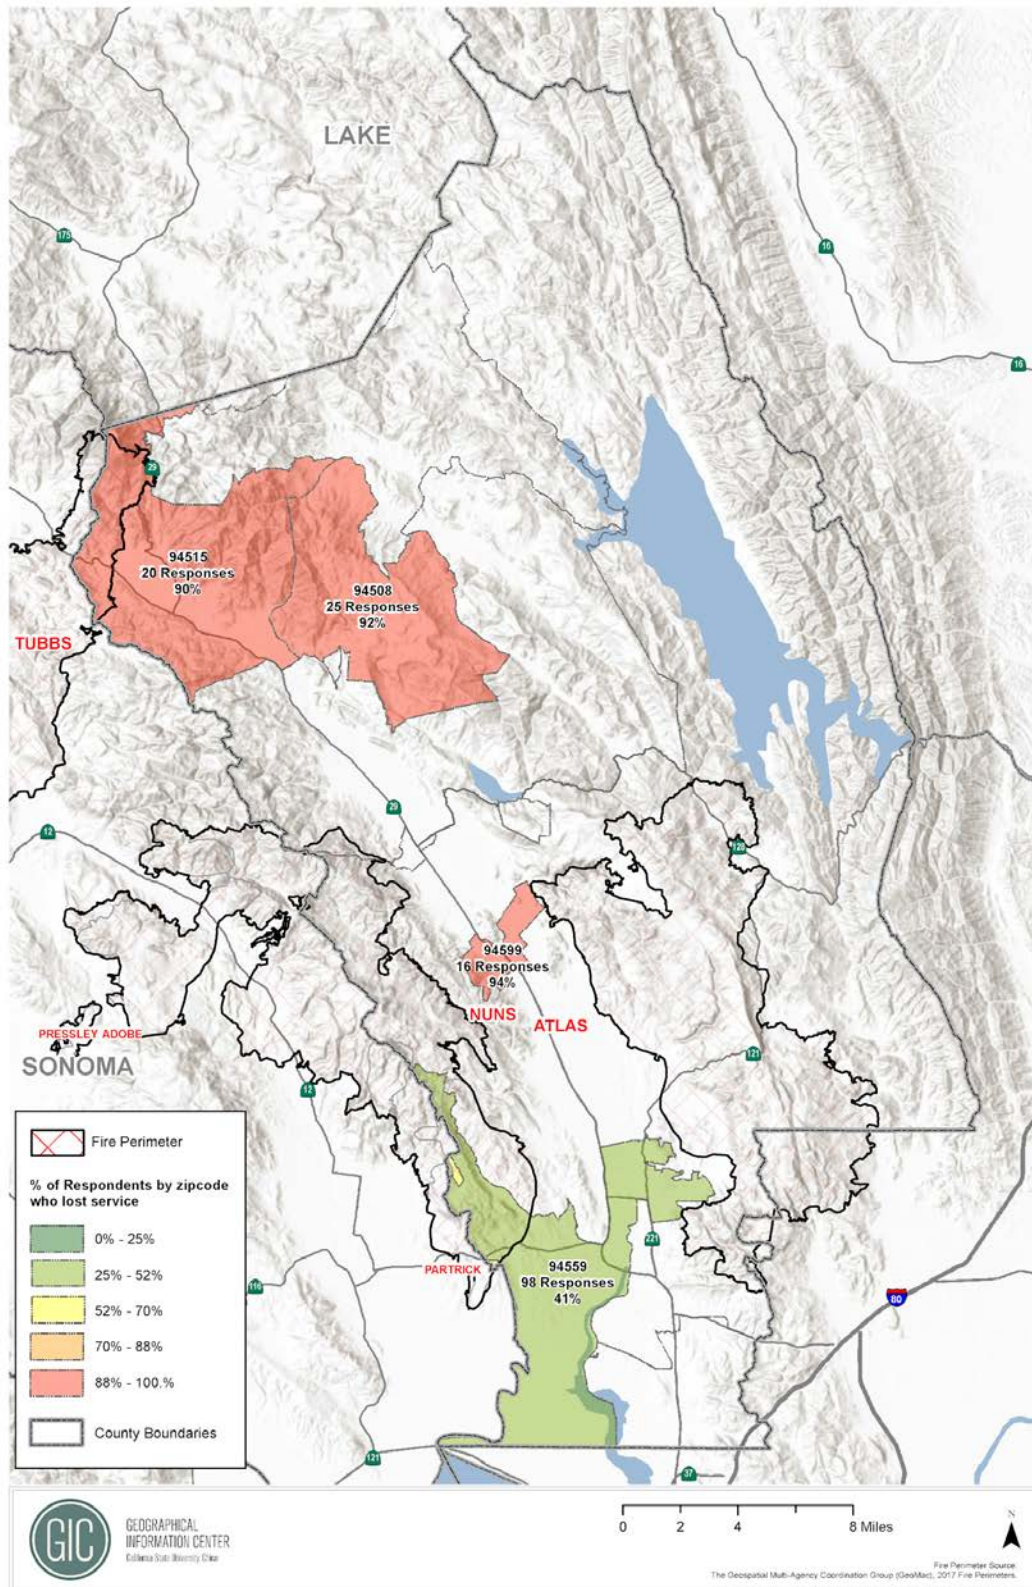 LAKE
175
16
16
29
94515
20 Responses
90%
94508
25 Responses
92%
TUBBS
29
12
128
94599
16 Responses
94%
NUNS
ATLAS
PRESSLEY ADOBE
SONOMA
121
12
Fire Perimeter
% of Respondents by zipcode
who lost service
0% - 25%
25% - 52%
52% - 70%
70% - 88%
88% - 100.%
County Boundaries
221
PARTRICK
94559
98 Responses
41%
116
80
121
37
GIC
GEOGRAPHICAL
INFORMATION CENTER
California State University, Chico
0 2 4 8 Miles
N
Fire Perimeter Source:
The Geospatial Multi-Agency Coordination Group (GeoMac), 2017 Fire Perimeters.